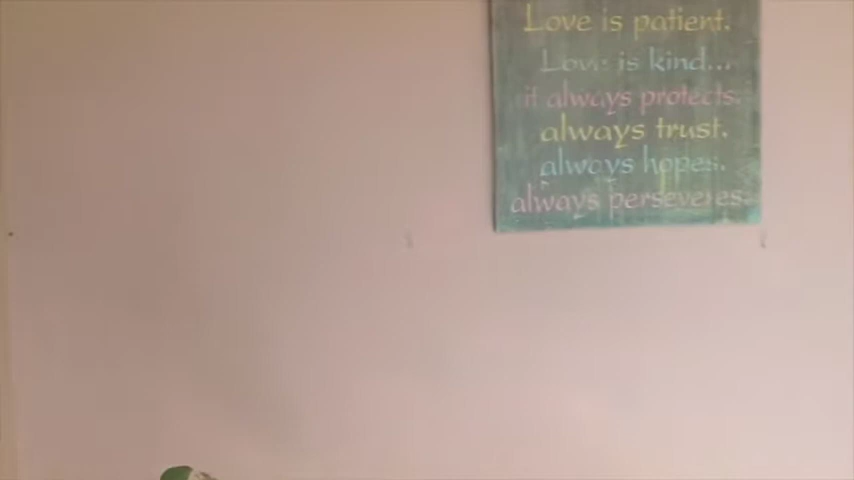 Love is patient.
Love is kind...
it always protects.
always trust.
always hopes.
always perseveres.